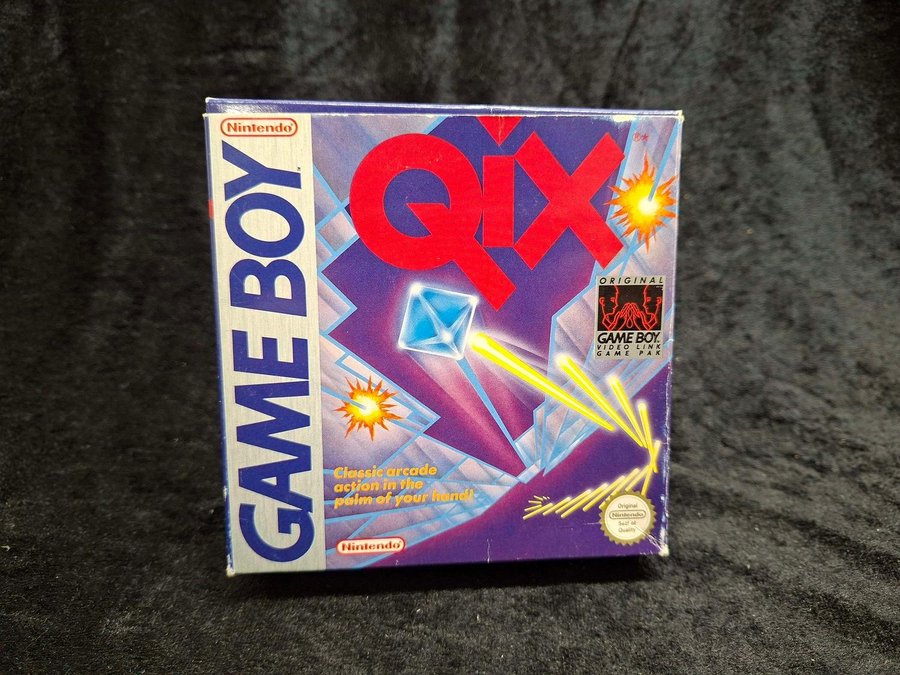 Nintendo®
GAME BOY
TM
Qix
®*
ORIGINAL
GAME BOY
VIDEO LINK
GAME PAK
Classic arcade
action in the
palm of your hand!
Nintendo®
Original
Nintendo
Seal of
Quality